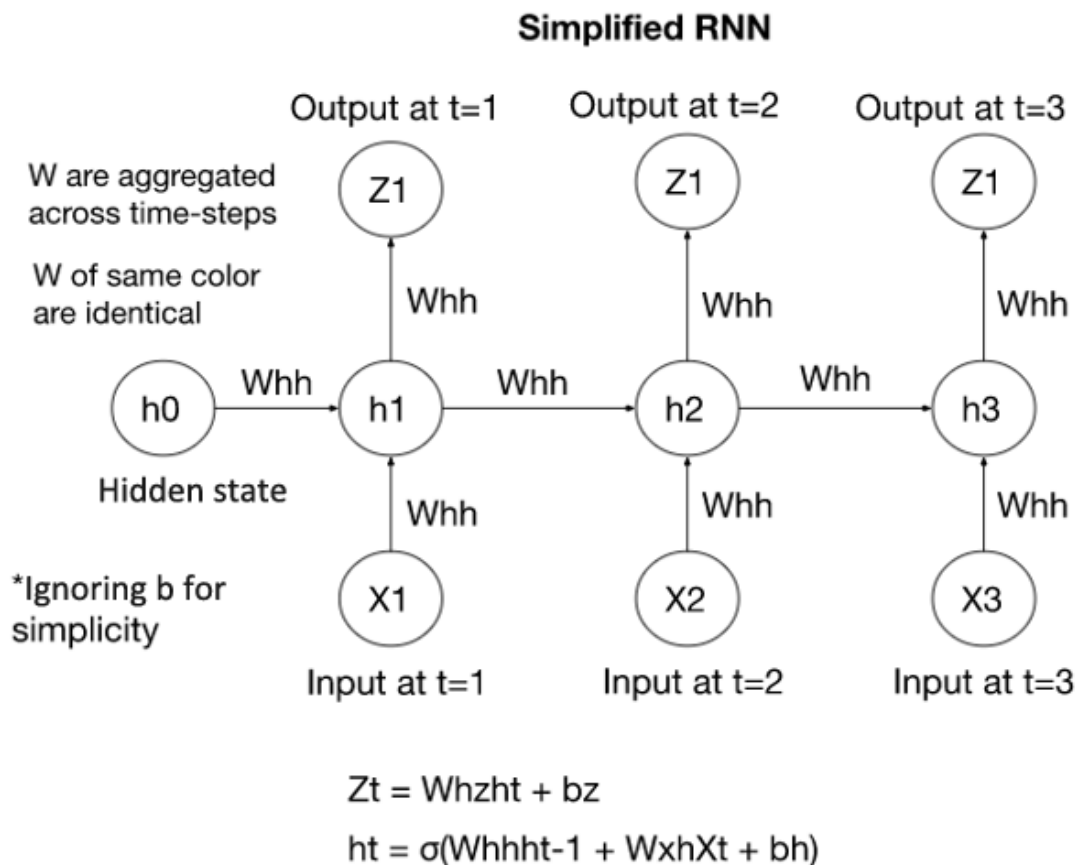 Simplified RNN
Output at t=1
Output at t=2
Output at t=3
W are aggregated
across time-steps
Z1
Z1
Z1
W of same color
are identical
Whh
Whh
Whh
h0
Whh
h1
Whh
h2
Whh
h3
Hidden state
Whh
Whh
Whh
*Ignoring b for
simplicity
X1
X2
X3
Input at t=1
Input at t=2
Input at t=3
Zt = Whzht + bz
ht = σ(Whhht-1 + WxhXt + bh)